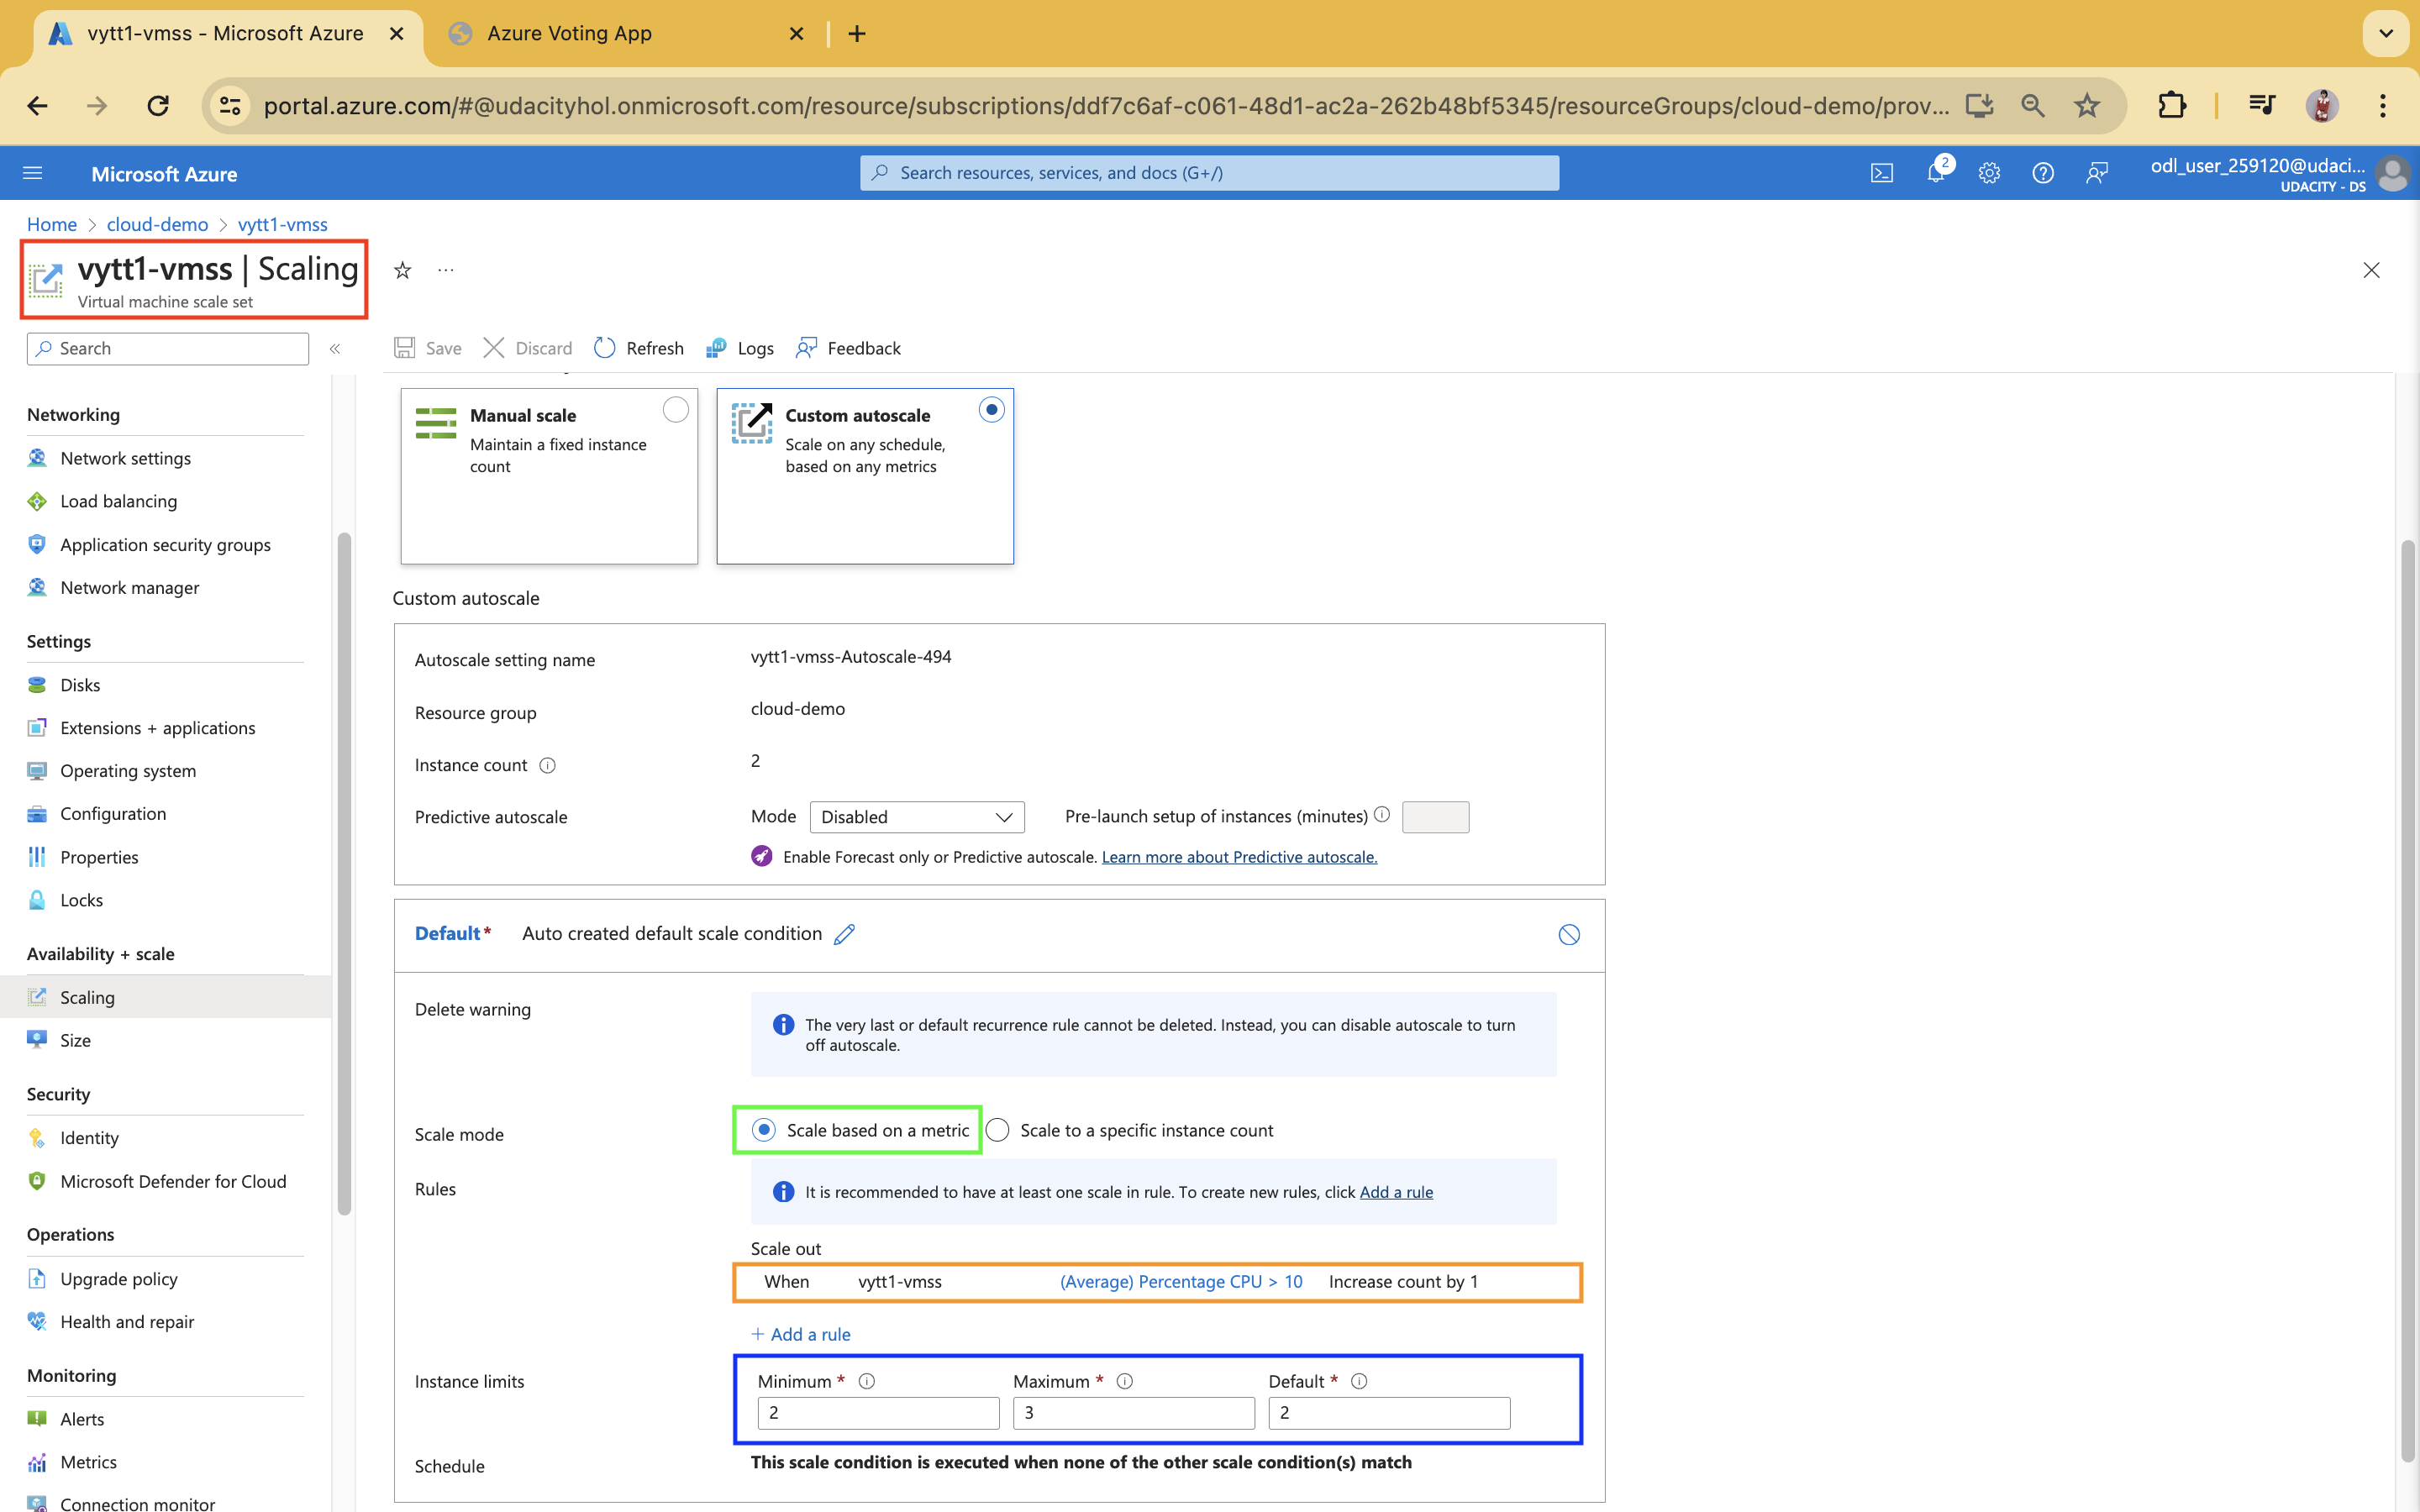 vytt1-vmss - Microsoft Azure
Azure Voting App
portal.azure.com/#@udacityhol.onmicrosoft.com/resource/subscriptions/ddf7c6af-c061-48d1-ac2a-262b48bf5345/resourceGroups/cloud-demo/prov...
Microsoft Azure
Search resources, services, and docs (G+/)
2
odl_user_259120@udaci...
UDACITY - DS
Home > cloud-demo > vytt1-vmss
vytt1-vmss | Scaling
Virtual machine scale set
Search
Save
Discard
Refresh
Logs
Feedback
Networking
Network settings
Load balancing
Application security groups
Network manager
Settings
Disks
Extensions + applications
Operating system
Configuration
Properties
Locks
Availability + scale
Scaling
Size
Security
Identity
Microsoft Defender for Cloud
Operations
Upgrade policy
Health and repair
Monitoring
Alerts
Metrics
Connection monitor
Manual scale
Maintain a fixed instance
count
Custom autoscale
Scale on any schedule,
based on any metrics
Custom autoscale
Autoscale setting name vytt1-vmss-Autoscale-494
Resource group cloud-demo
Instance count 2
Predictive autoscale Mode Disabled Pre-launch setup of instances (minutes)
Enable Forecast only or Predictive autoscale. Learn more about Predictive autoscale.
Default* Auto created default scale condition
Delete warning
The very last or default recurrence rule cannot be deleted. Instead, you can disable autoscale to turn
off autoscale.
Scale mode Scale based on a metric Scale to a specific instance count
Rules It is recommended to have at least one scale in rule. To create new rules, click Add a rule
Scale out
When vytt1-vmss (Average) Percentage CPU > 10 Increase count by 1
+ Add a rule
Instance limits Minimum * Maximum * Default *
2 3 2
Schedule This scale condition is executed when none of the other scale condition(s) match